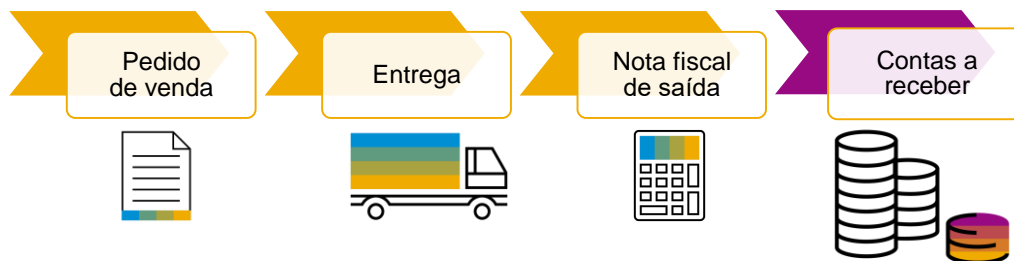 Pedido
de venda
Entrega
Nota fiscal
de saída
Contas a
receber